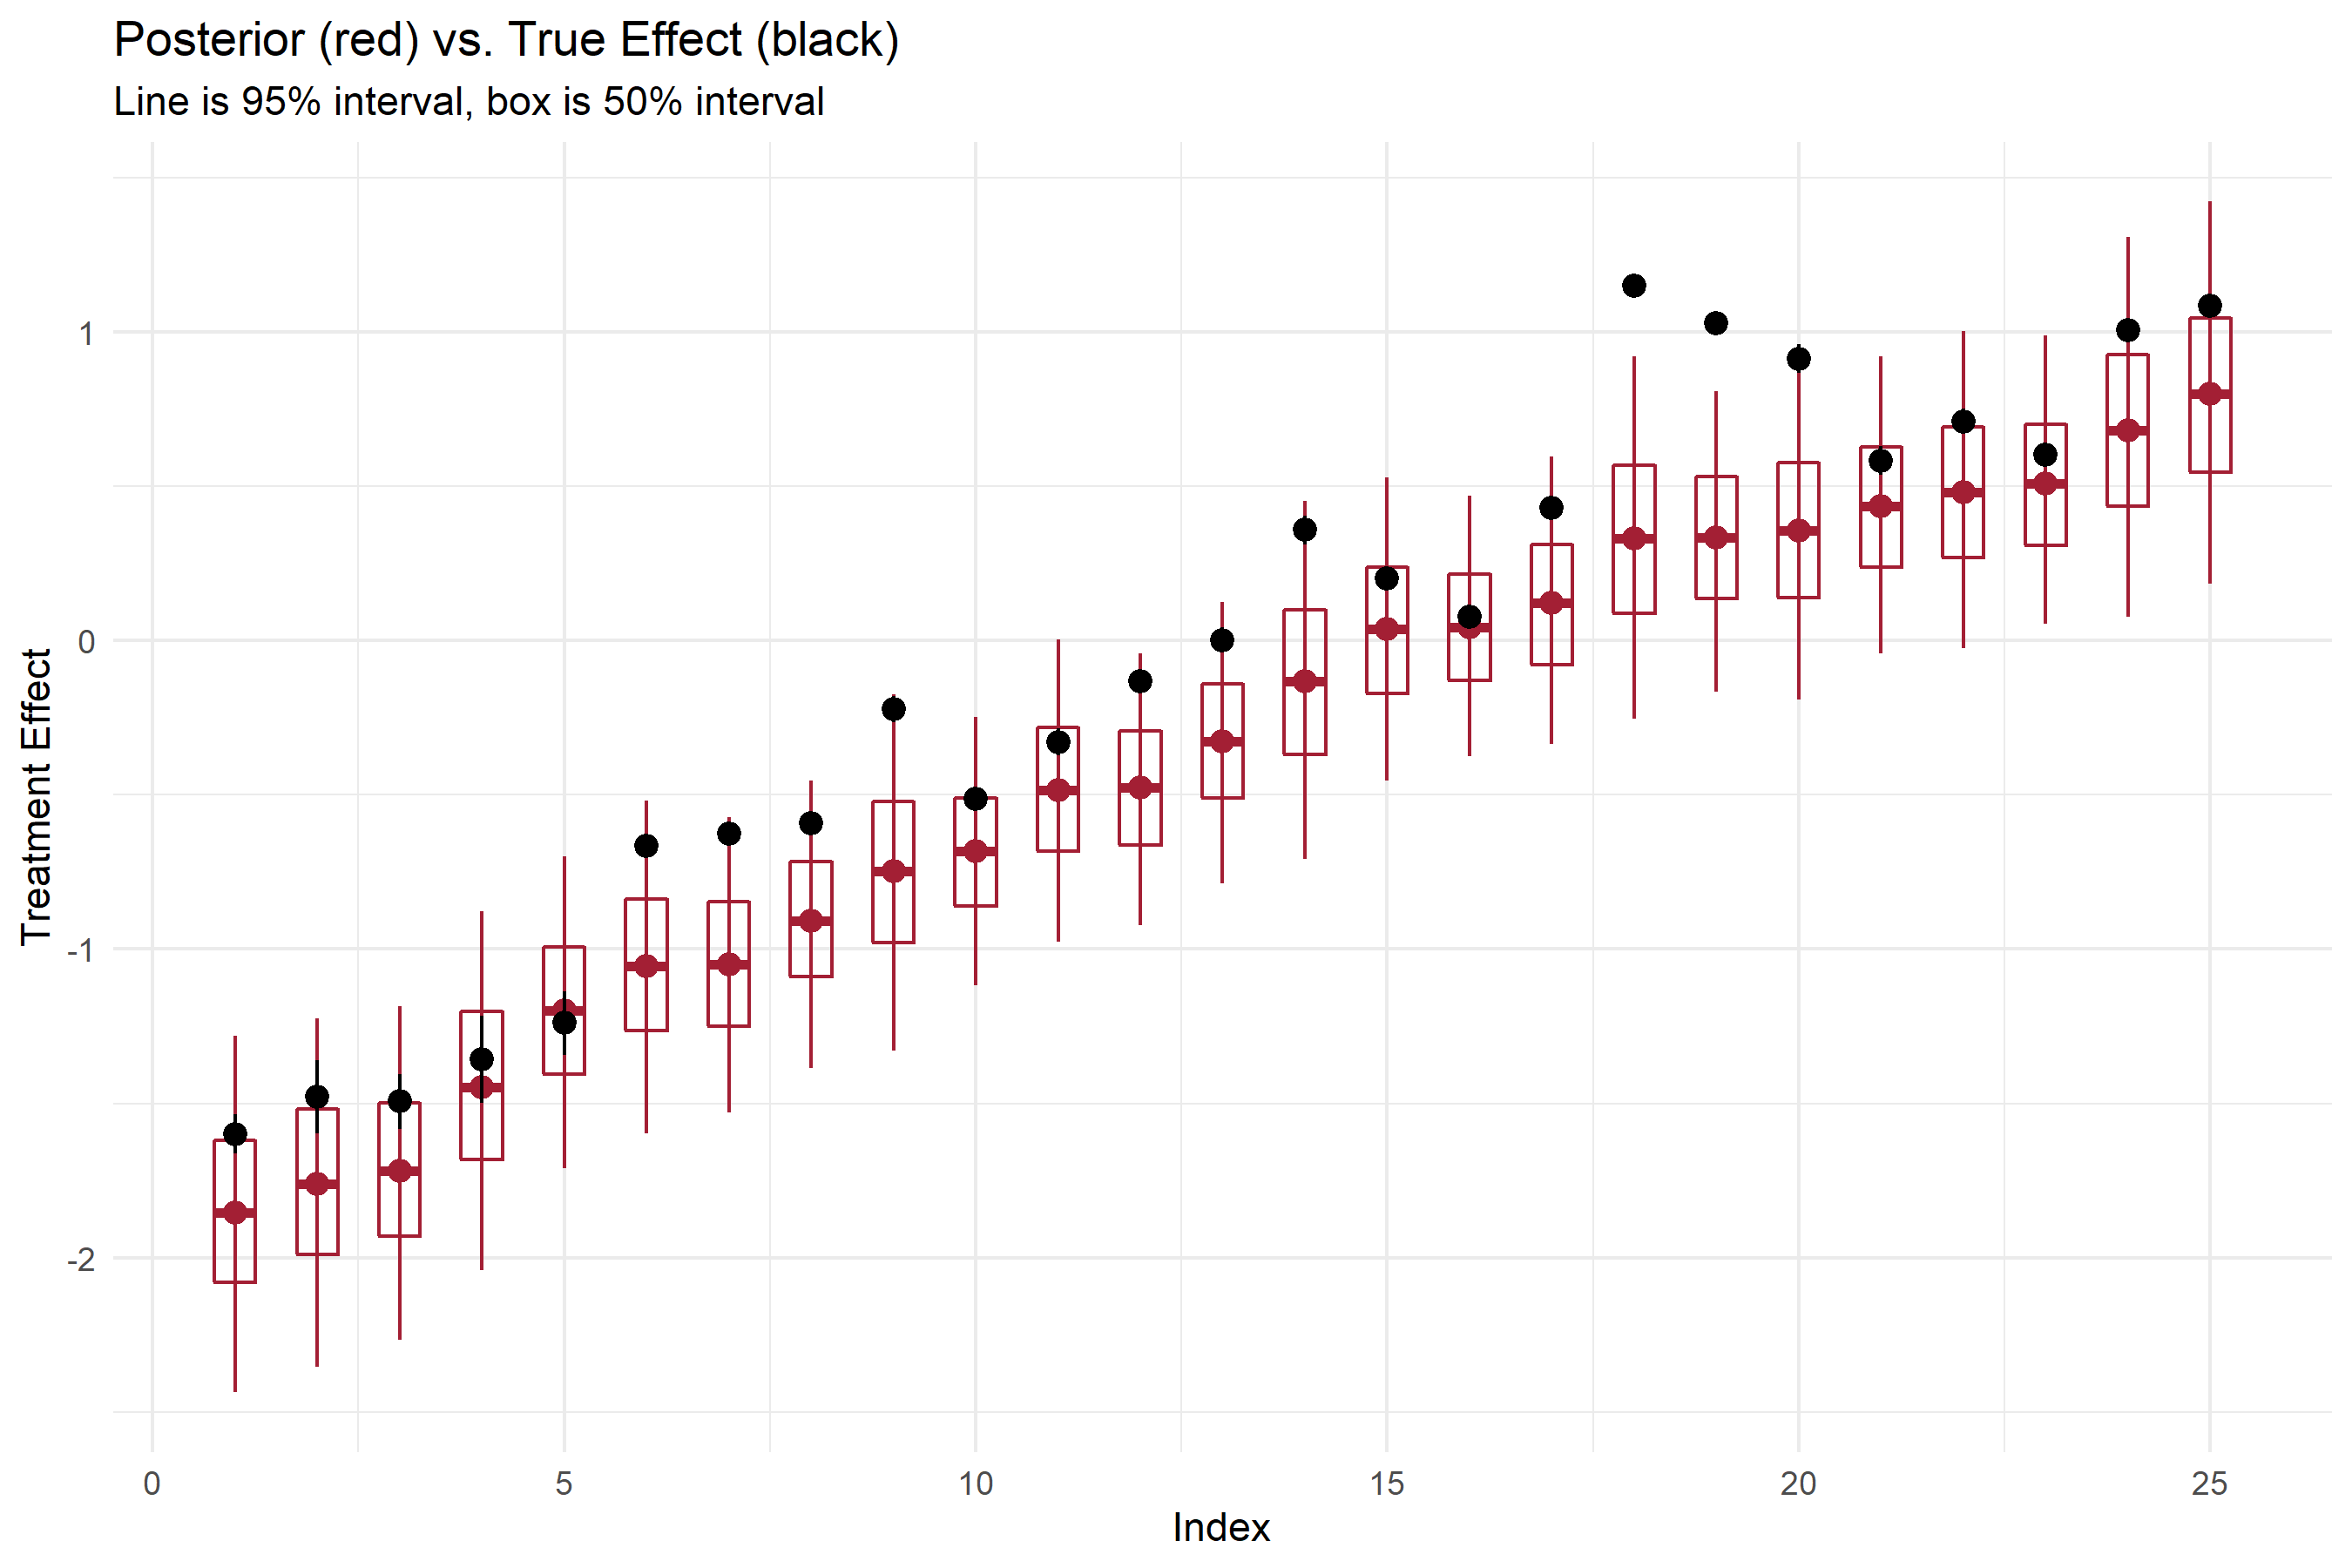 Posterior (red) vs. True Effect (black)
Line is 95% interval, box is 50% interval
Treatment Effect
1
0
-1
-2
0
5
10
15
20
25
Index